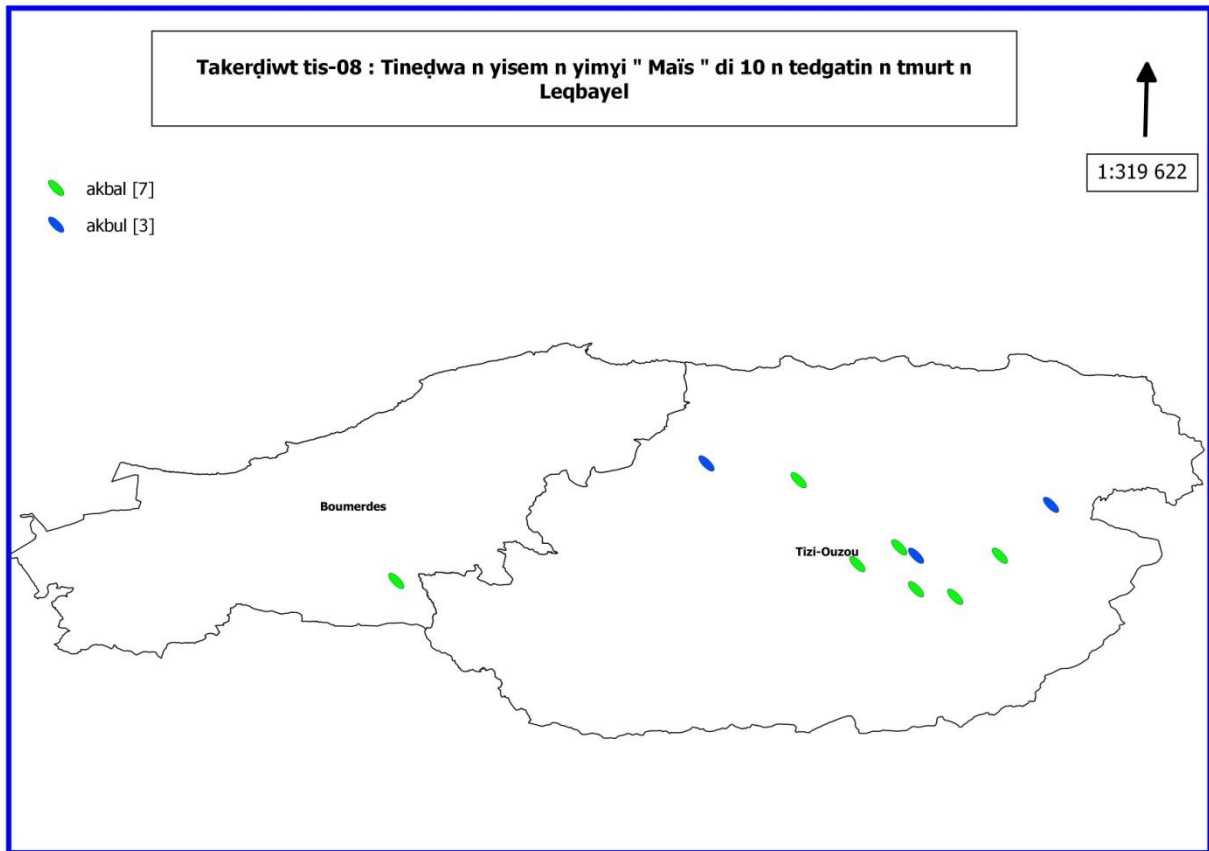 Takerḍiwt tis-08 : Tineḍwa n yisem n yimɣi " Maïs " di 10 n tedgatin n tmurt n
Leqbayel
1:319 622
akbal [7]
akbul [3]
Boumerdes
Tizi-Ouzou